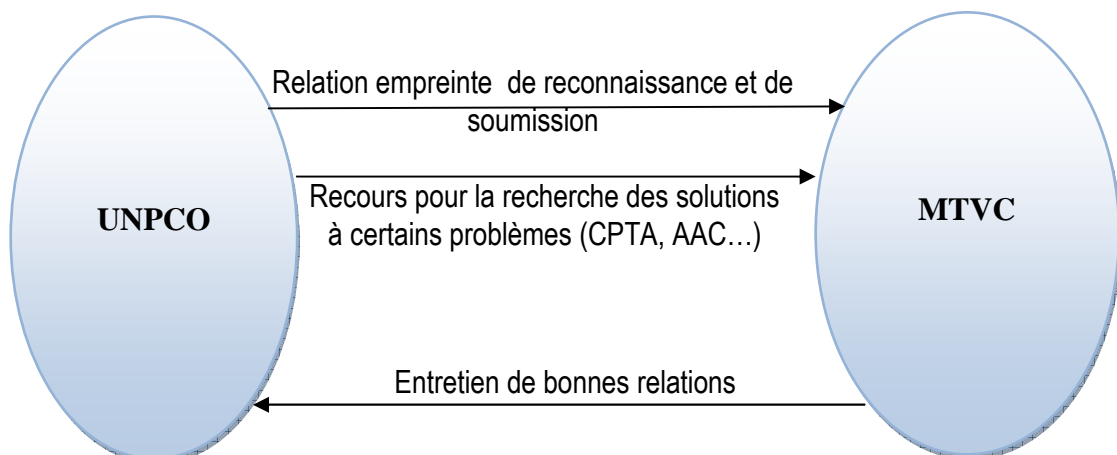 Relation empreinte de reconnaissance et de
soumission
UNPCO
MTVC
Recours pour la recherche des solutions
à certains problèmes (CPTA, AAC…)
Entretien de bonnes relations